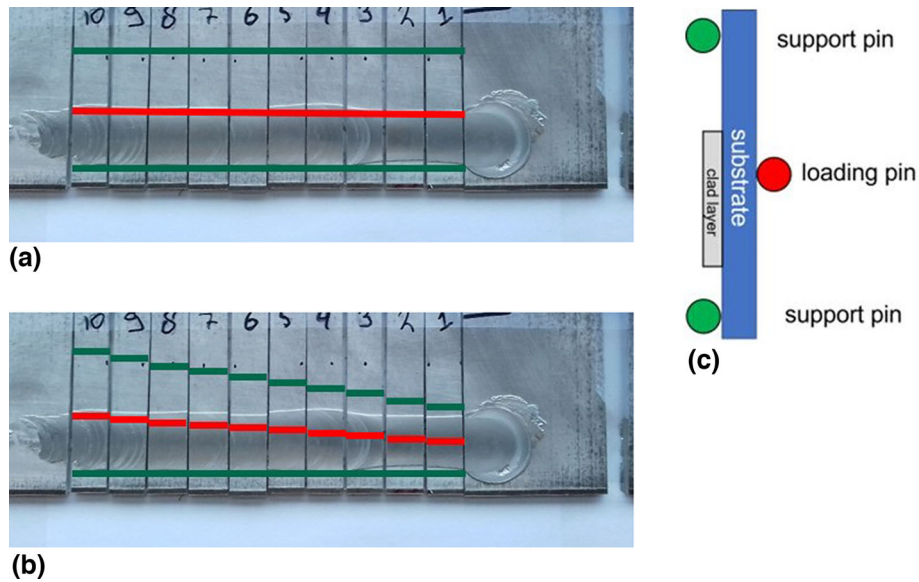 10 9 8 7 6 5 4 3 2 1
(a)
10 9 8 7 6 5 4 3 2 1
(b)
support pin
substrate
clad layer
loading pin
support pin
(c)